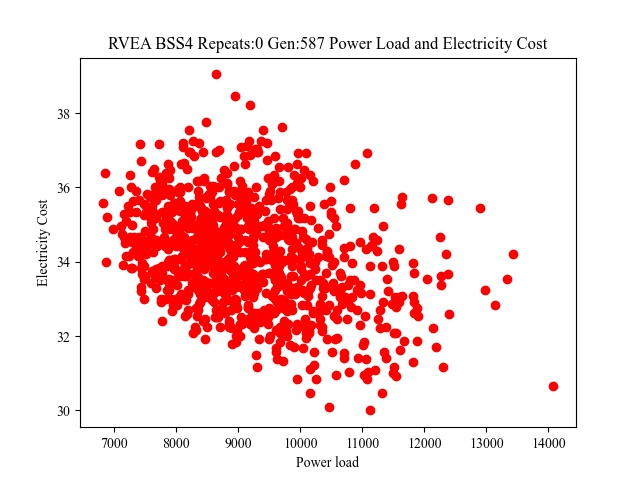 RVEA BSS4 Repeats:0 Gen:587 Power Load and Electricity Cost
38
36
34
32
30
Electricity Cost
7000 8000 9000 10000 11000 12000 13000 14000
Power load